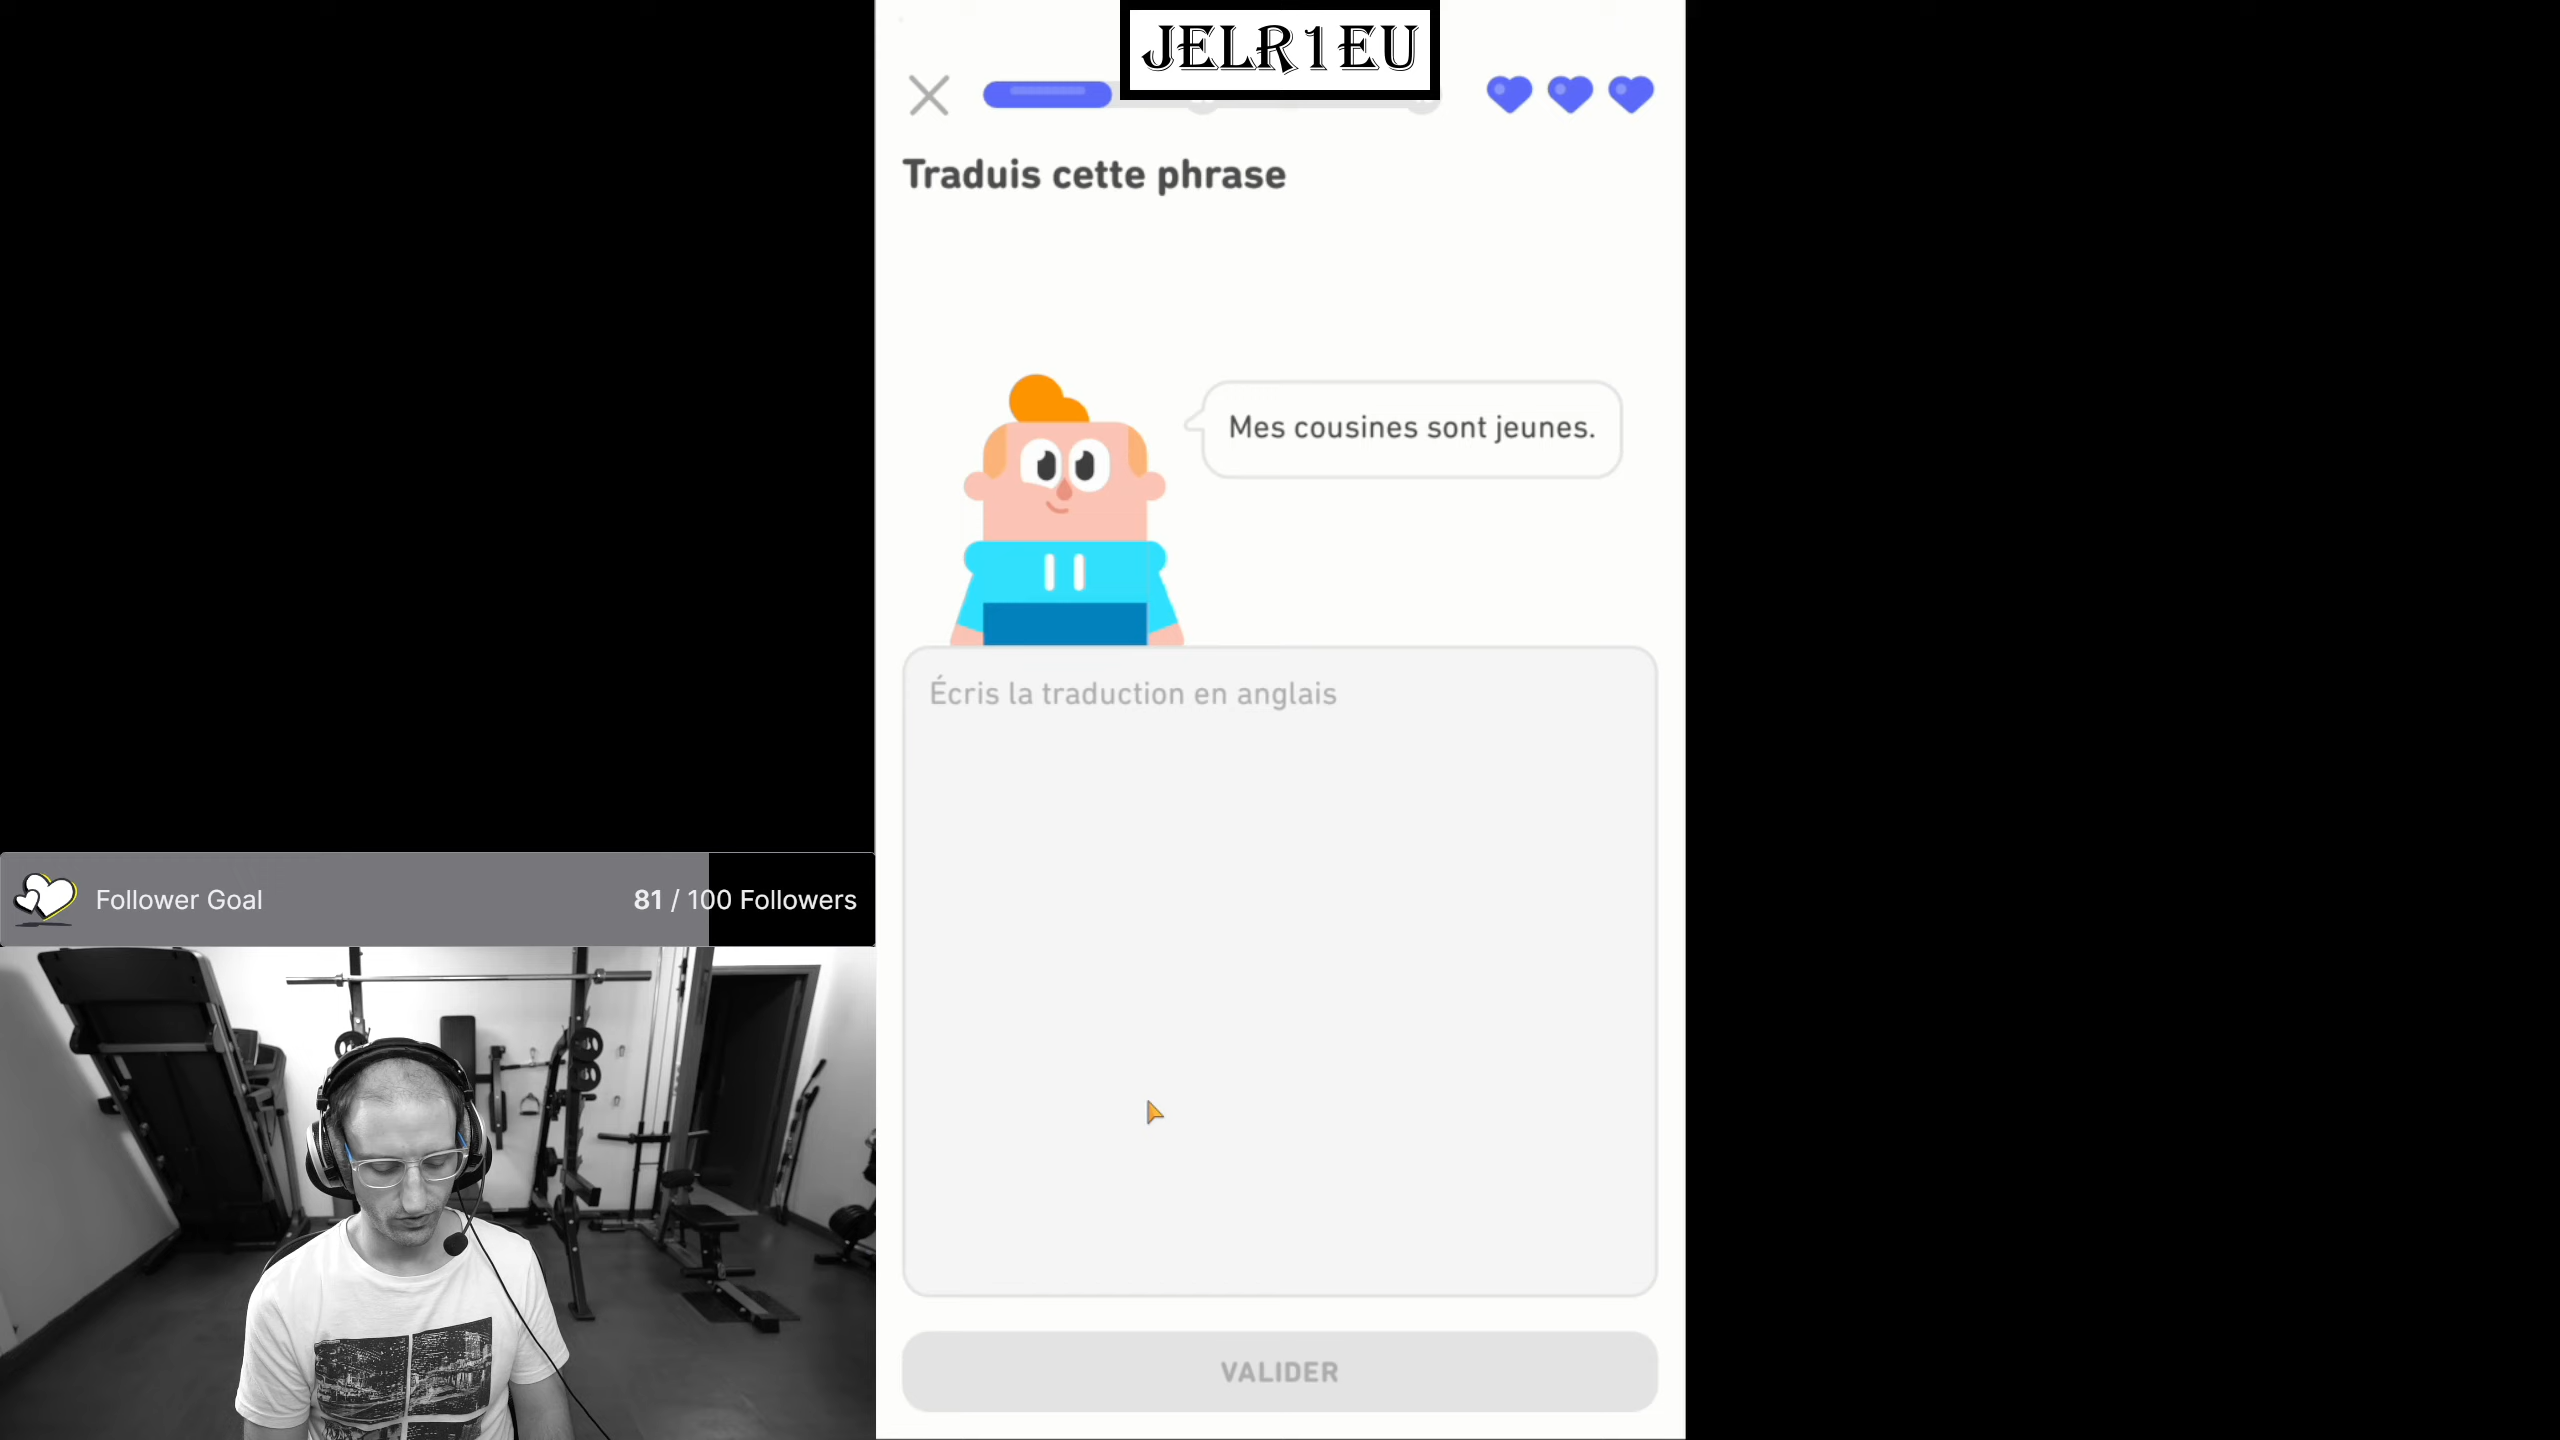 JELR1EU
Traduis cette phrase
Mes cousines sont jeunes.
Écris la traduction en anglais
Follower Goal
81 / 100 Followers
VALIDER